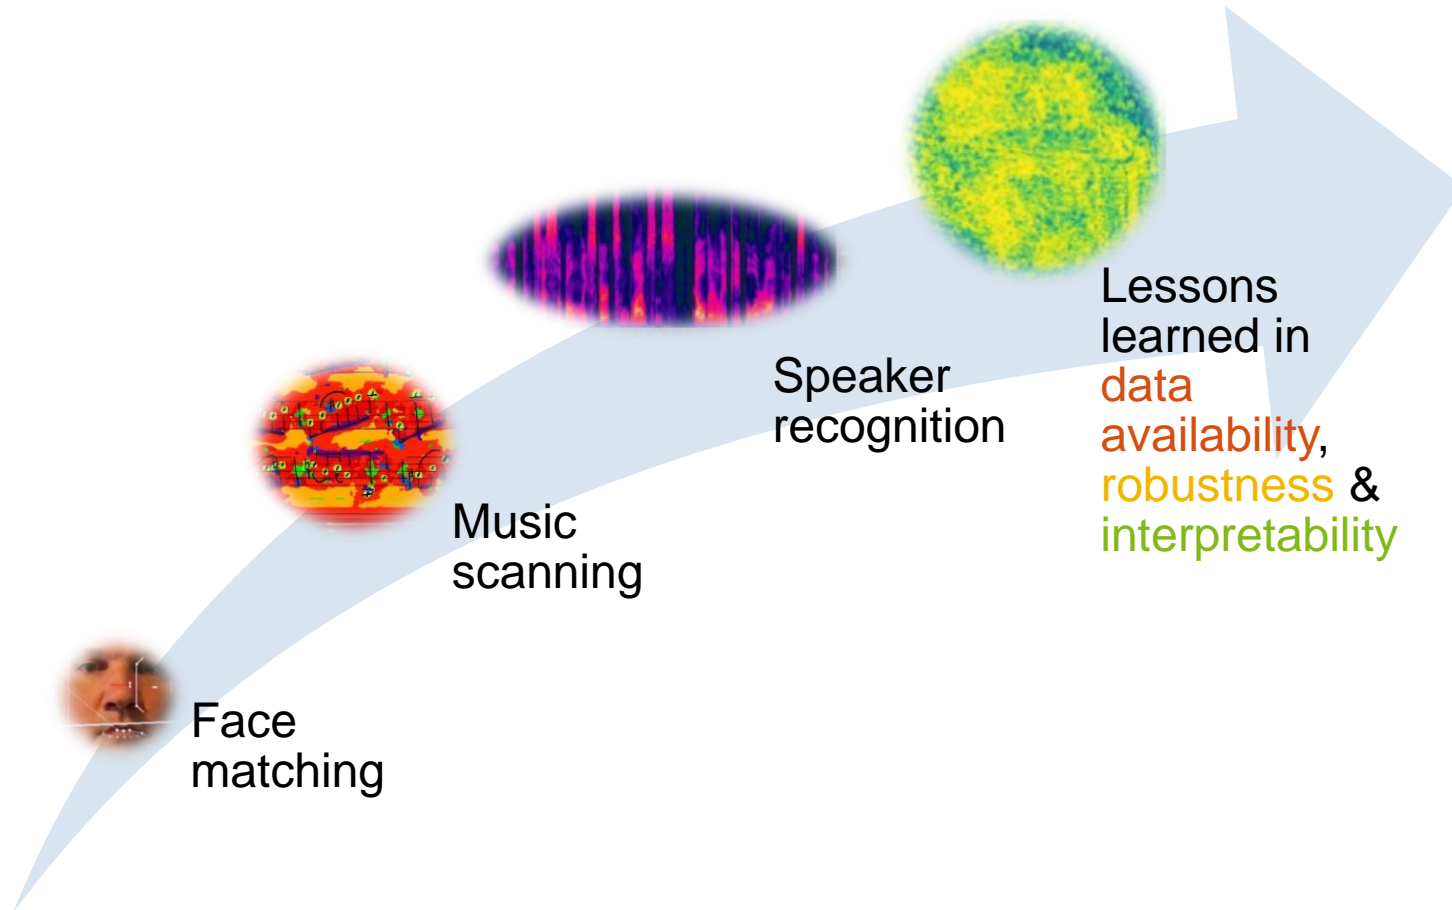 Lessons
learned in
data
availability,
robustness &
interpretability
Speaker
recognition
Music
scanning
Face
matching